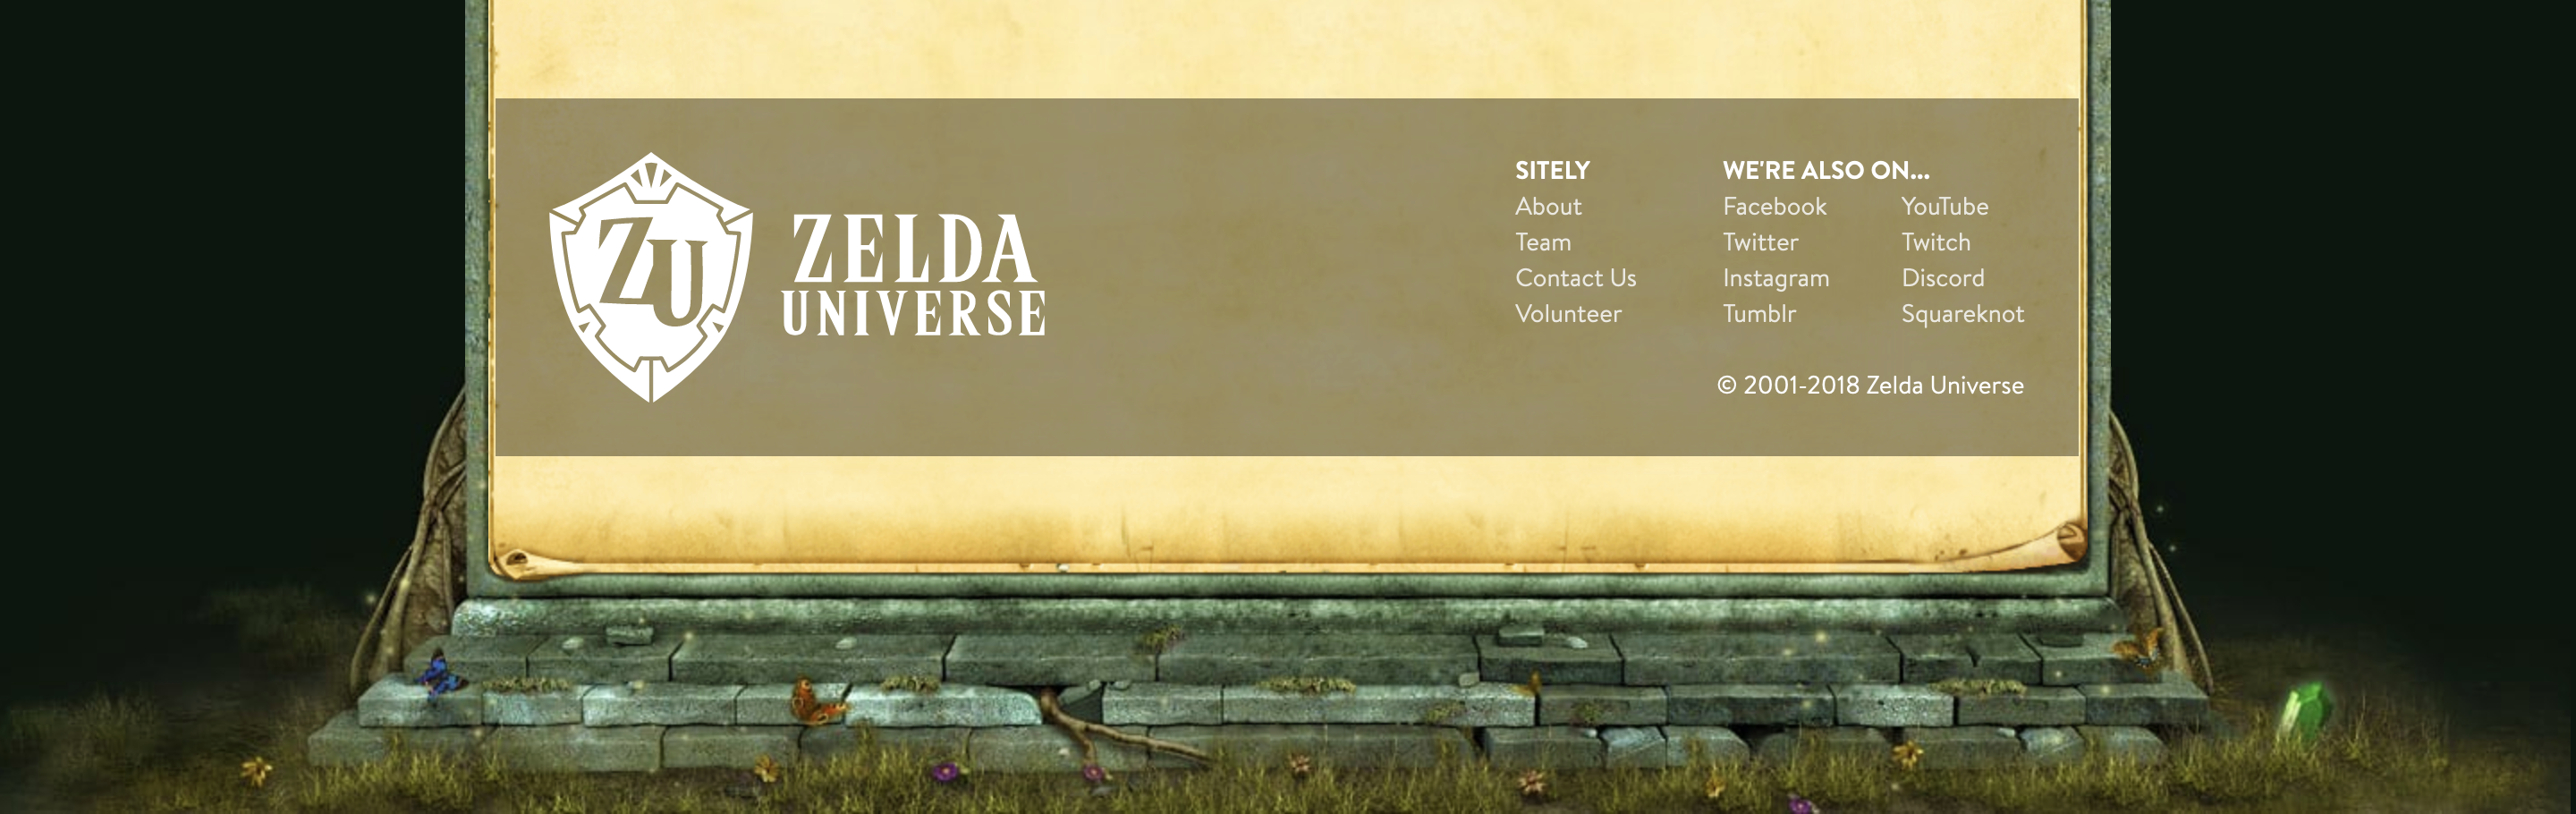 ZU
ZELDA
UNIVERSE
SITELY
About
Team
Contact Us
Volunteer
WE'RE ALSO ON...
Facebook
Twitter
Instagram
Tumblr
YouTube
Twitch
Discord
Squareknot
© 2001-2018 Zelda Universe